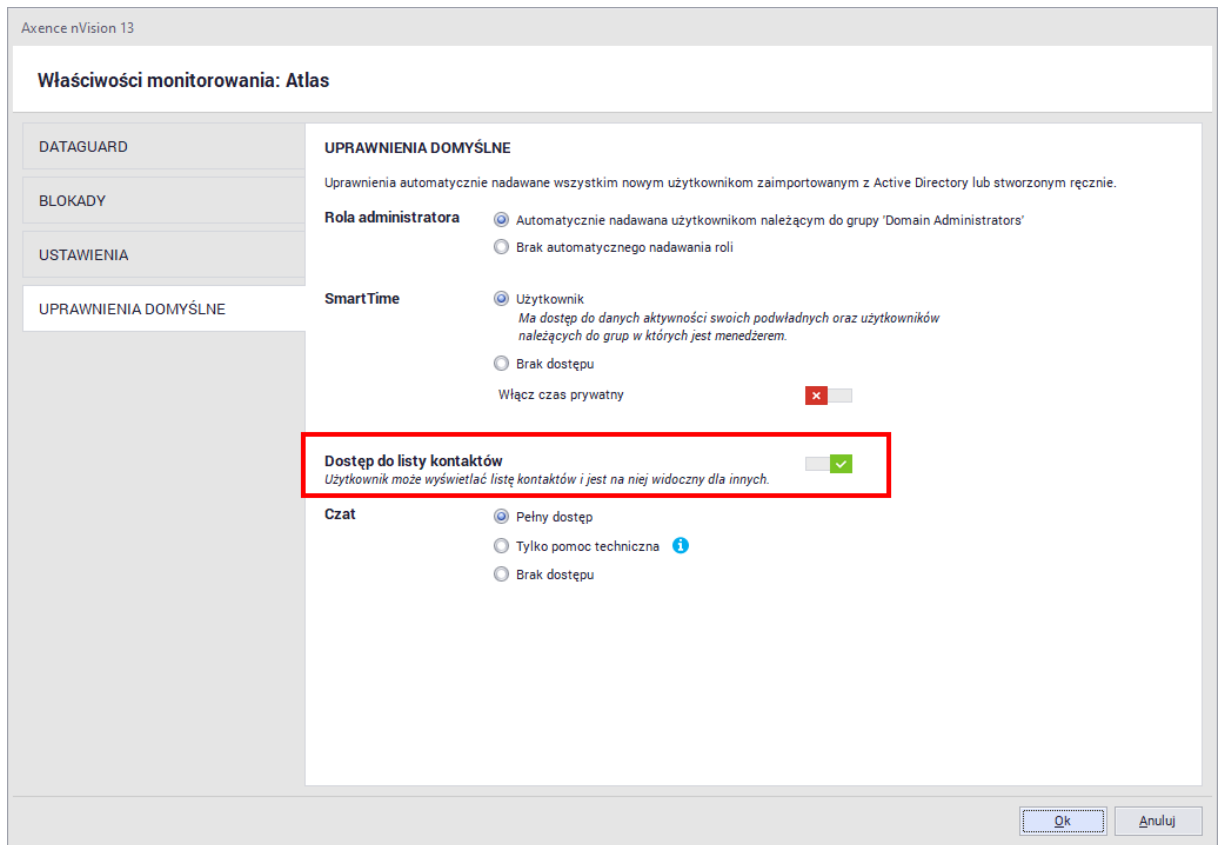 Axence nVision 13
Właściwości monitorowania: Atlas
DATAGUARD
BLOKADY
USTAWIENIA
UPRAWNIENIA DOMYŚLNE
UPRAWNIENIA DOMYŚLNE
Uprawnienia automatycznie nadawane wszystkim nowym użytkownikom zaimportowanym z Active Directory lub stworzonym ręcznie.
Rola administratora
Automatycznie nadawana użytkownikom należącym do grupy 'Domain Administrators'
Brak automatycznego nadawania roli
SmartTime
Użytkownik
Ma dostęp do danych aktywności swoich podwładnych oraz użytkowników
należących do grup w których jest menedżerem.
Brak dostępu
Włącz czas prywatny
Dostęp do listy kontaktów
Użytkownik może wyświetlać listę kontaktów i jest na niej widoczny dla innych.
Czat
Pełny dostęp
Tylko pomoc techniczna
Brak dostępu
Ok
Anuluj